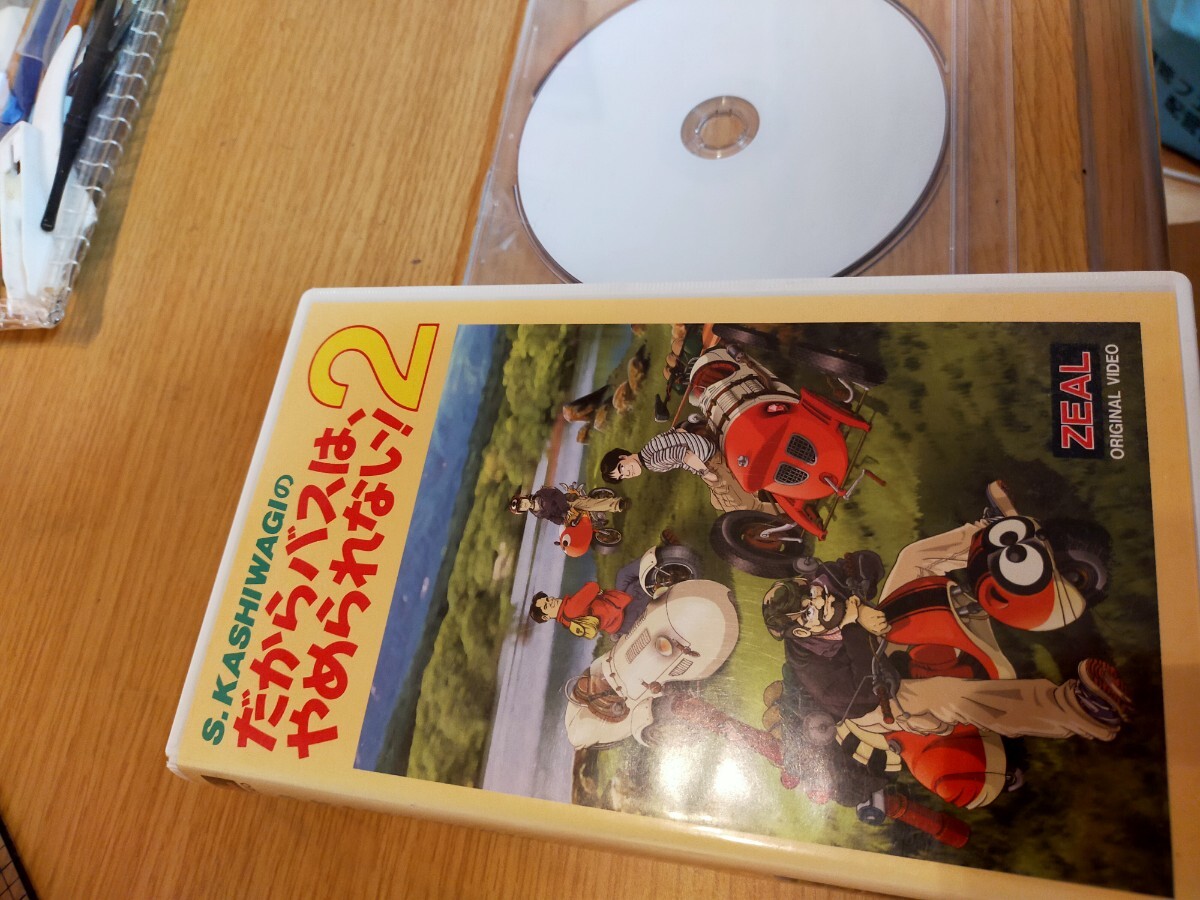 S. KASHIWAGIの
だからバスは、
やめられない!
2
ZEAL
ORIGINAL VIDEO